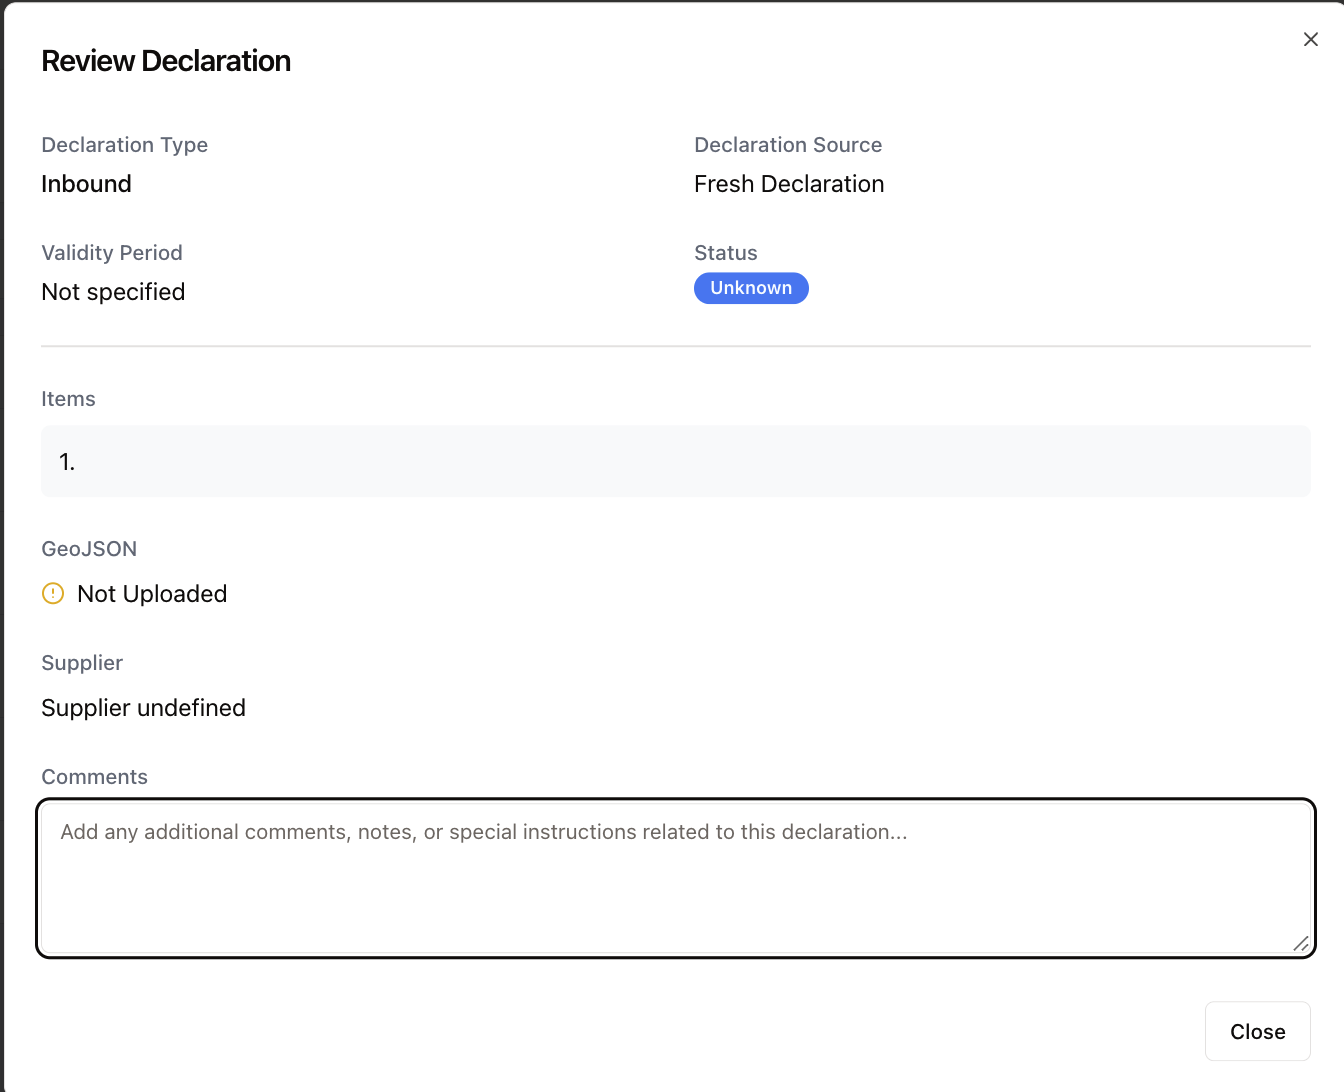 Review Declaration
Declaration Type
Inbound
Declaration Source
Fresh Declaration
Validity Period
Not specified
Status
Unknown
Items
1.
GeoJSON
Not Uploaded
Supplier
Supplier undefined
Comments
Add any additional comments, notes, or special instructions related to this declaration...
Close